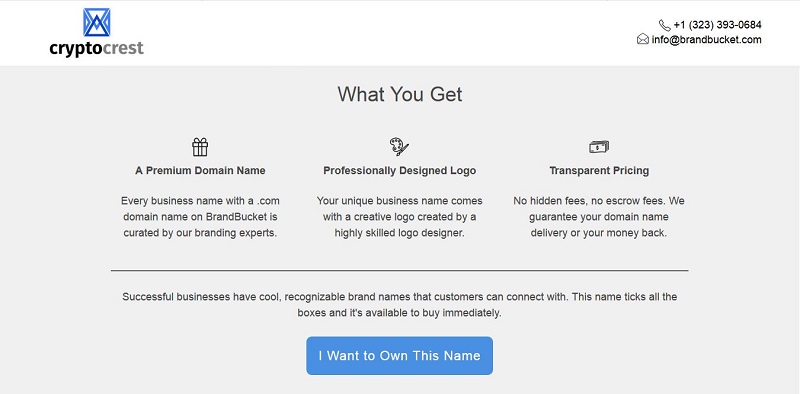 cryptocrest
+1 (323) 393-0684
info@brandbucket.com
What You Get
A Premium Domain Name
Every business name with a .com
domain name on BrandBucket is
curated by our branding experts.
Professionally Designed Logo
Your unique business name comes
with a creative logo created by a
highly skilled logo designer.
Transparent Pricing
No hidden fees, no escrow fees. We
guarantee your domain name
delivery or your money back.
Successful businesses have cool, recognizable brand names that customers can connect with. This name ticks all the
boxes and it's available to buy immediately.
I Want to Own This Name